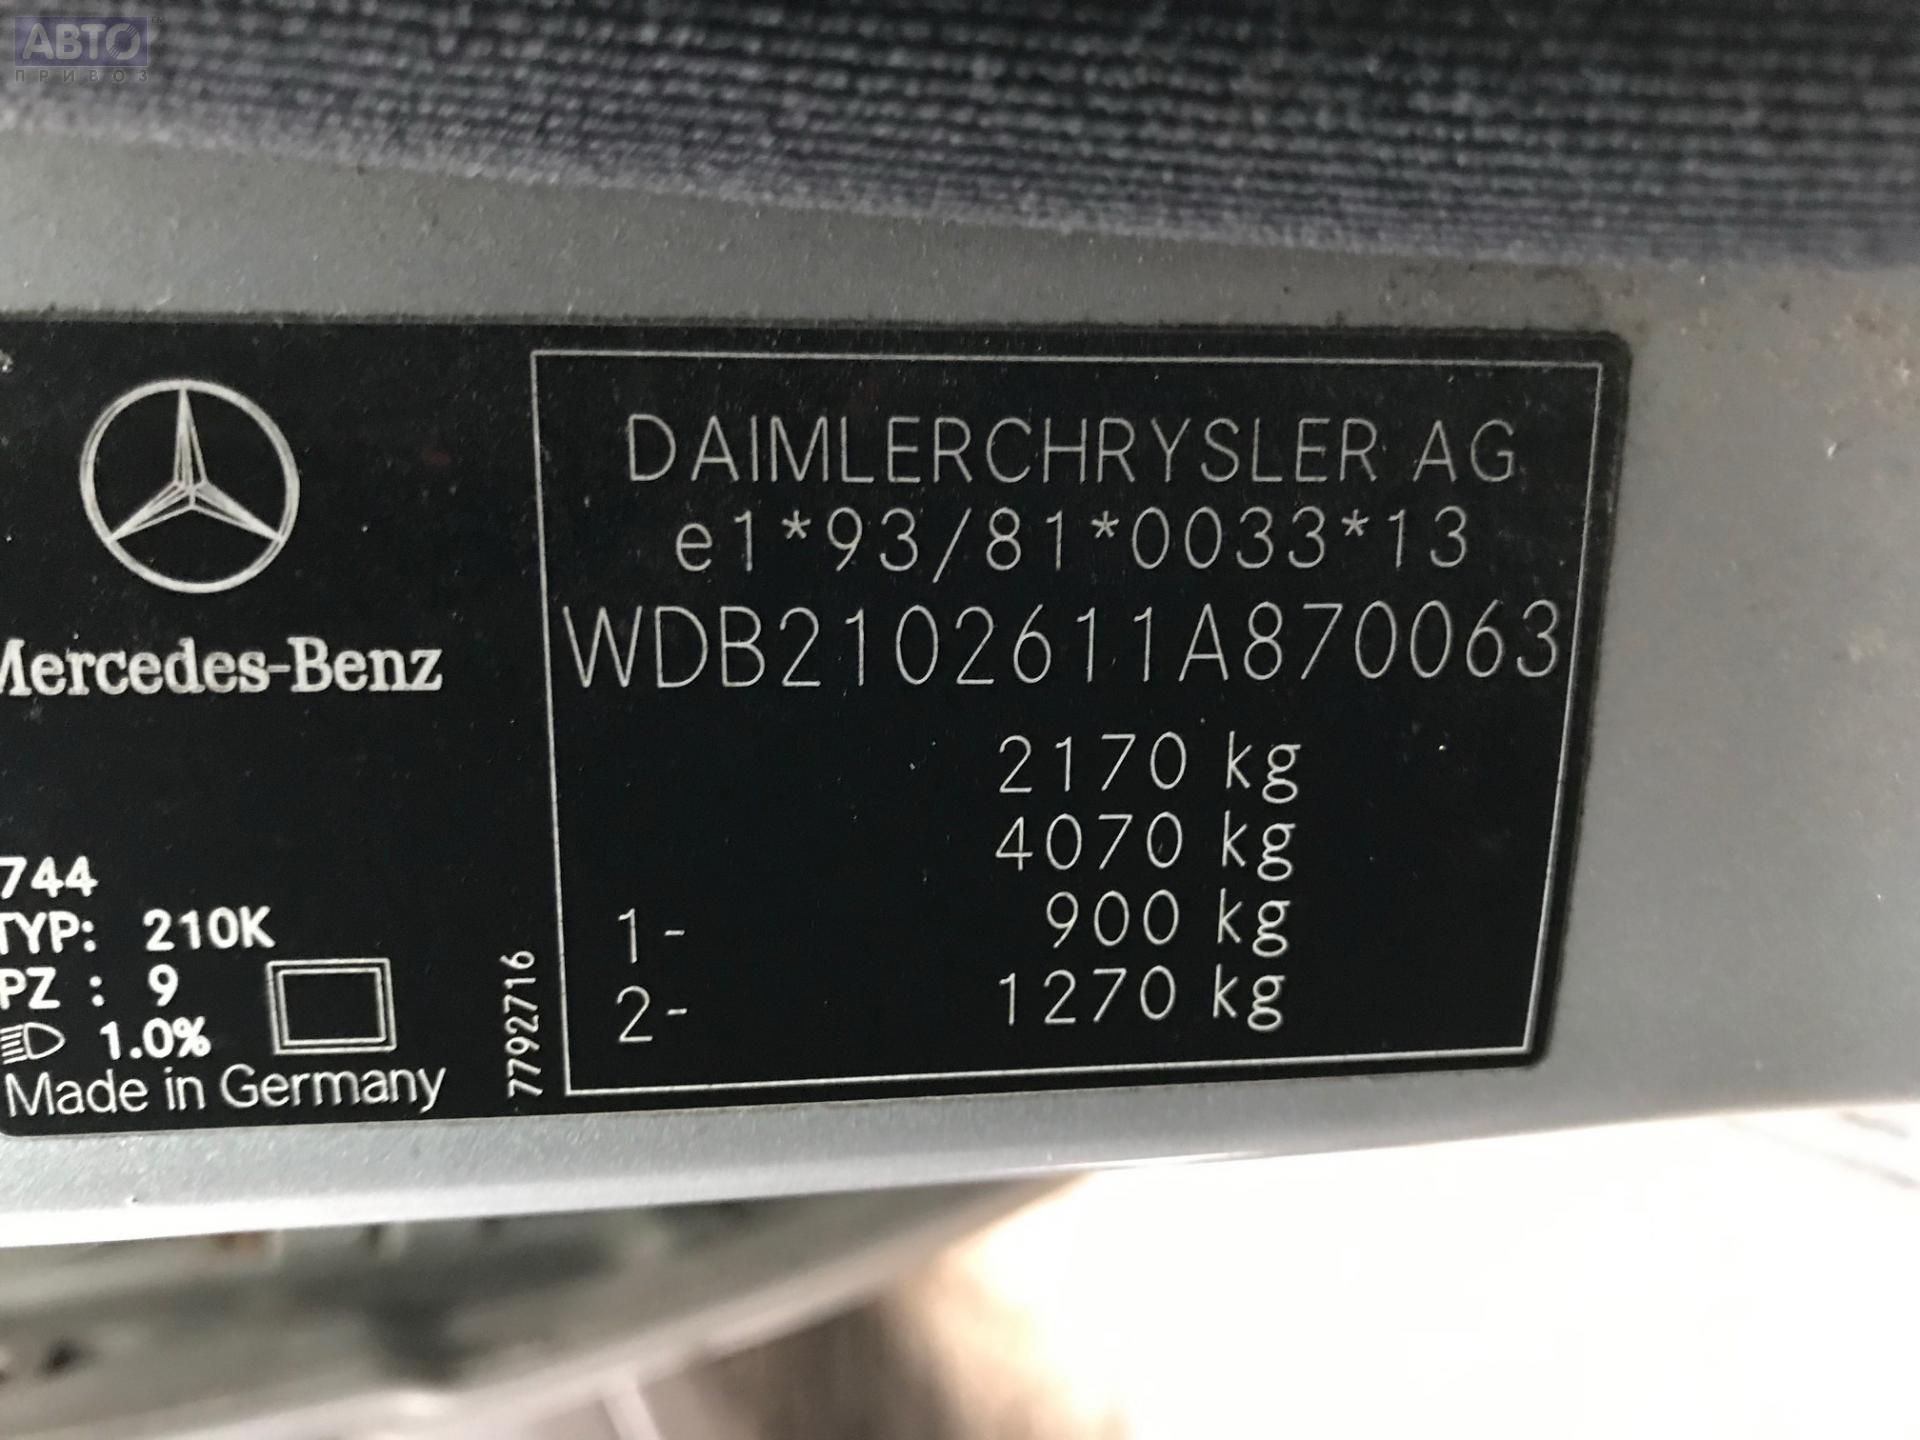 АВТО
ПРИВОЗ
Mercedes-Benz
744
TYP: 210K
PZ : 9
1.0%
Made in Germany
7792716
DAIMLERCHRYSLER AG
e1*93/81*0033*13
WDB2102611A870063
2170 kg
4070 kg
1- 900 kg
2- 1270 kg